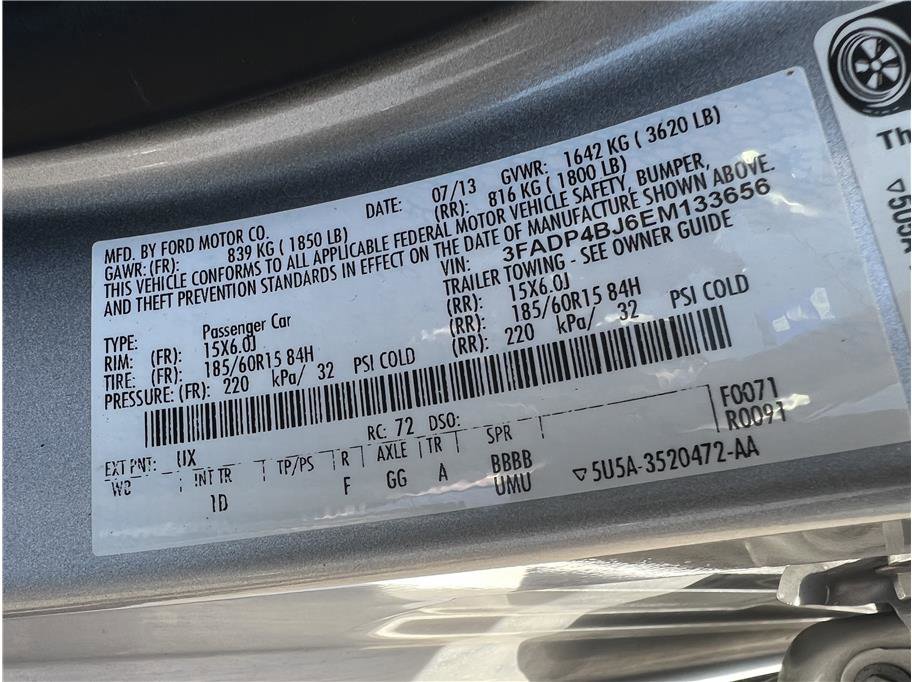 MFD. BY FORD MOTOR CO. DATE: 07/13 GVWR: 1642 KG ( 3620 LB)
GAWR: (FR): 839 KG ( 1850 LB) (RR): 816 KG ( 1800 LB)
THIS VEHICLE CONFORMS TO ALL APPLICABLE FEDERAL MOTOR VEHICLE SAFETY, BUMPER,
AND THEFT PREVENTION STANDARDS IN EFFECT ON THE DATE OF MANUFACTURE SHOWN ABOVE.
VIN: 3FADP4BJ6EM133656
TYPE: Passenger Car TRAILER TOWING - SEE OWNER GUIDE
RIM: (FR): 15X6.0J (RR): 15X6.0J
TIRE: (FR): 185/60R15 84H (RR): 185/60R15 84H
PRESSURE: (FR): 220 kPa/ 32 PSI COLD (RR): 220 kPa/ 32 PSI COLD
EXT PNT: UX RC: 72 DSO: F0071
R0091
WB INT TR TP/PS R AXLE TR SPR
1D F GG A BBBB
UMU
▽5U5A-3520472-AA
Th